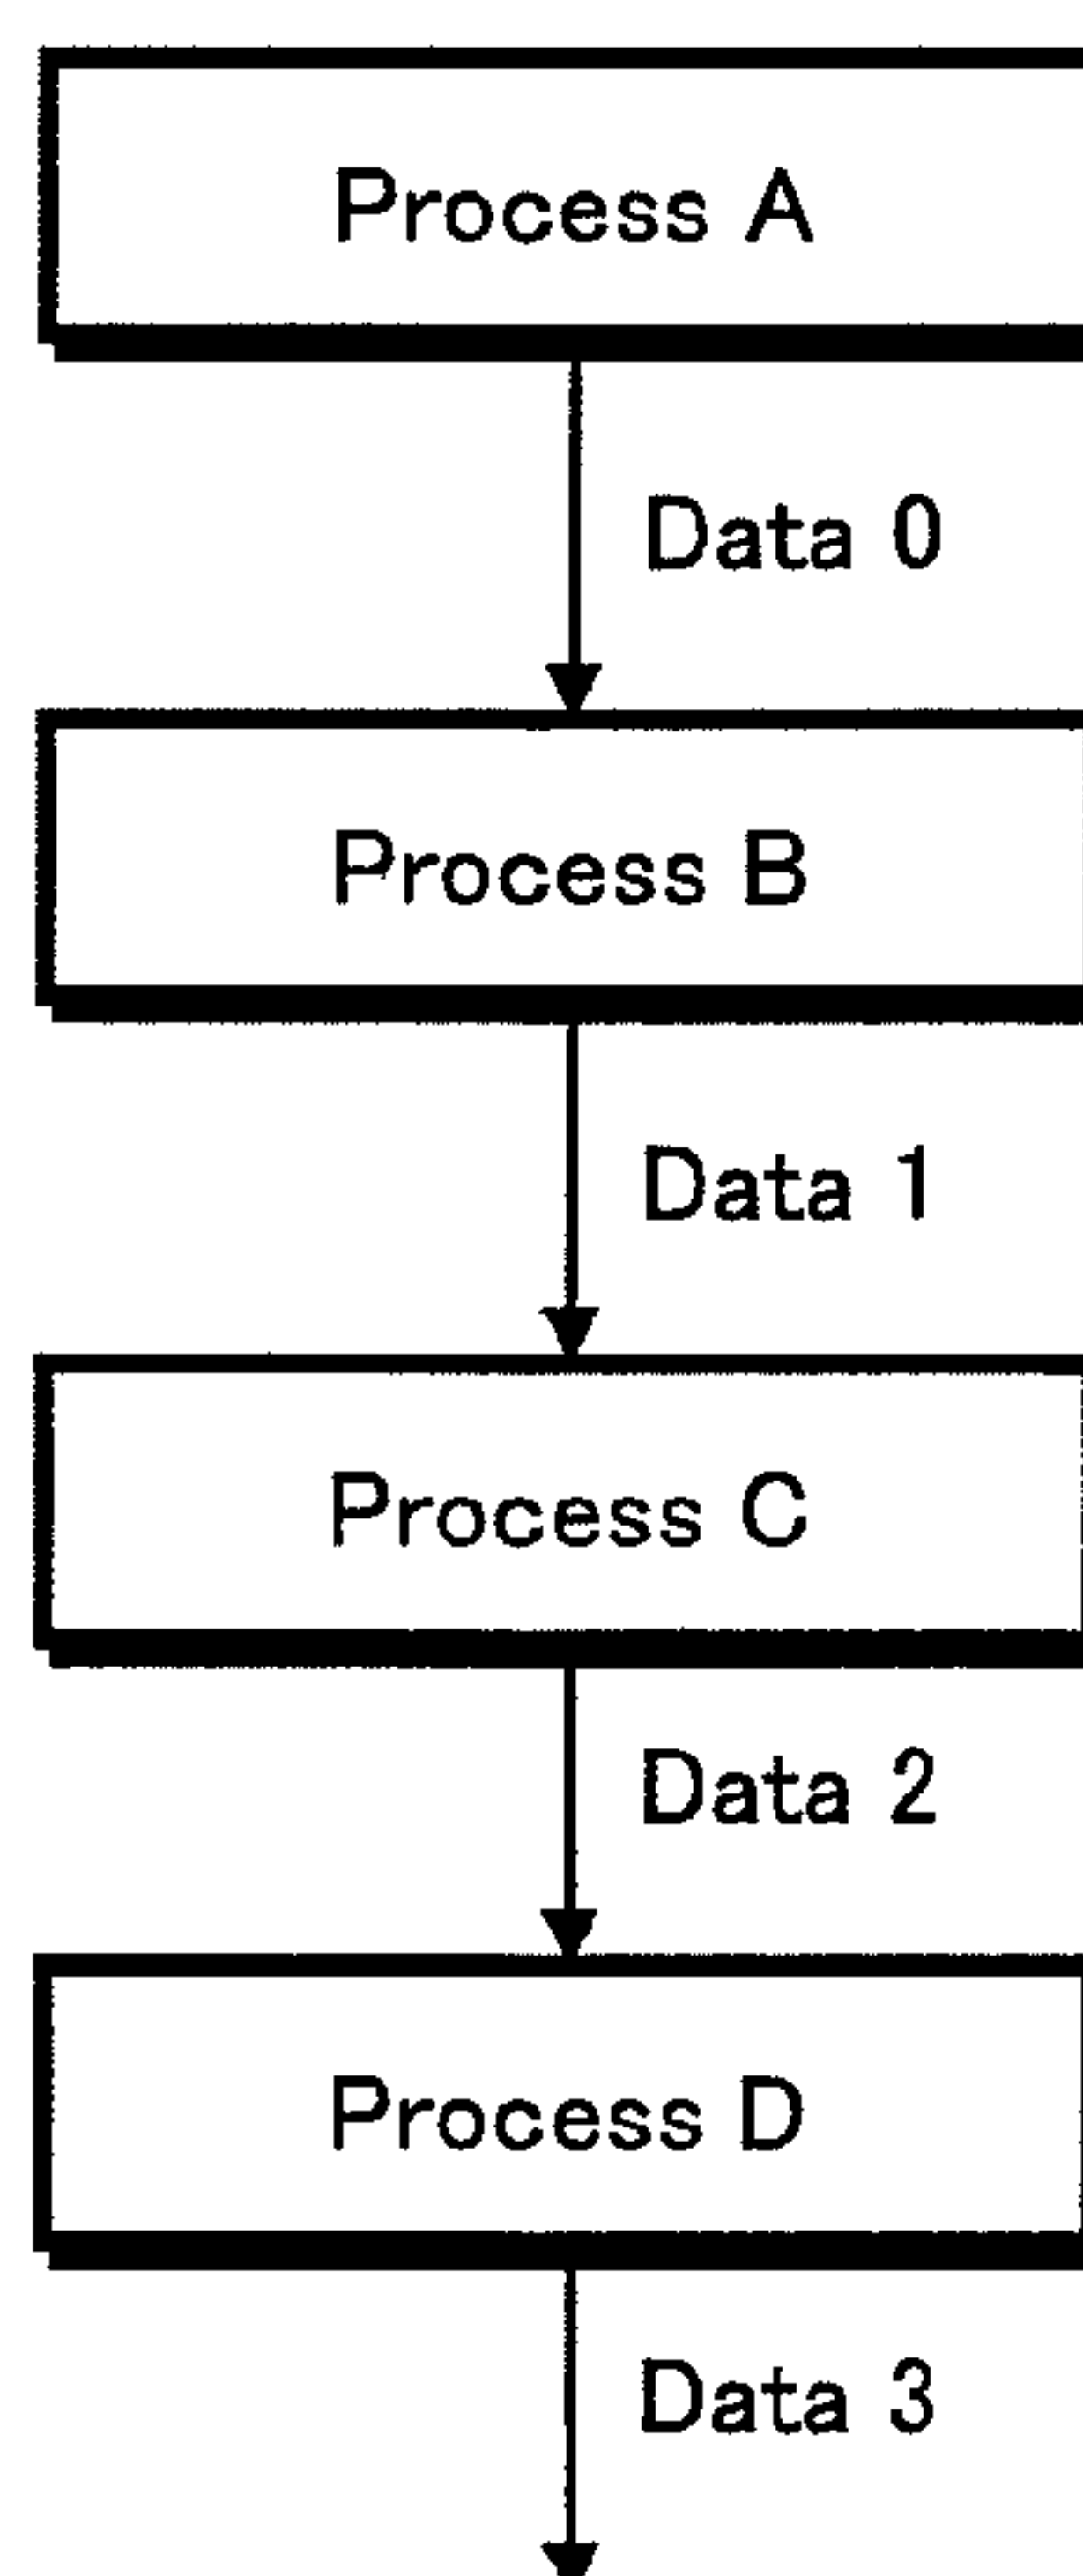 Process A
Data 0
Process B
Data 1
Process C
Data 2
Process D
Data 3